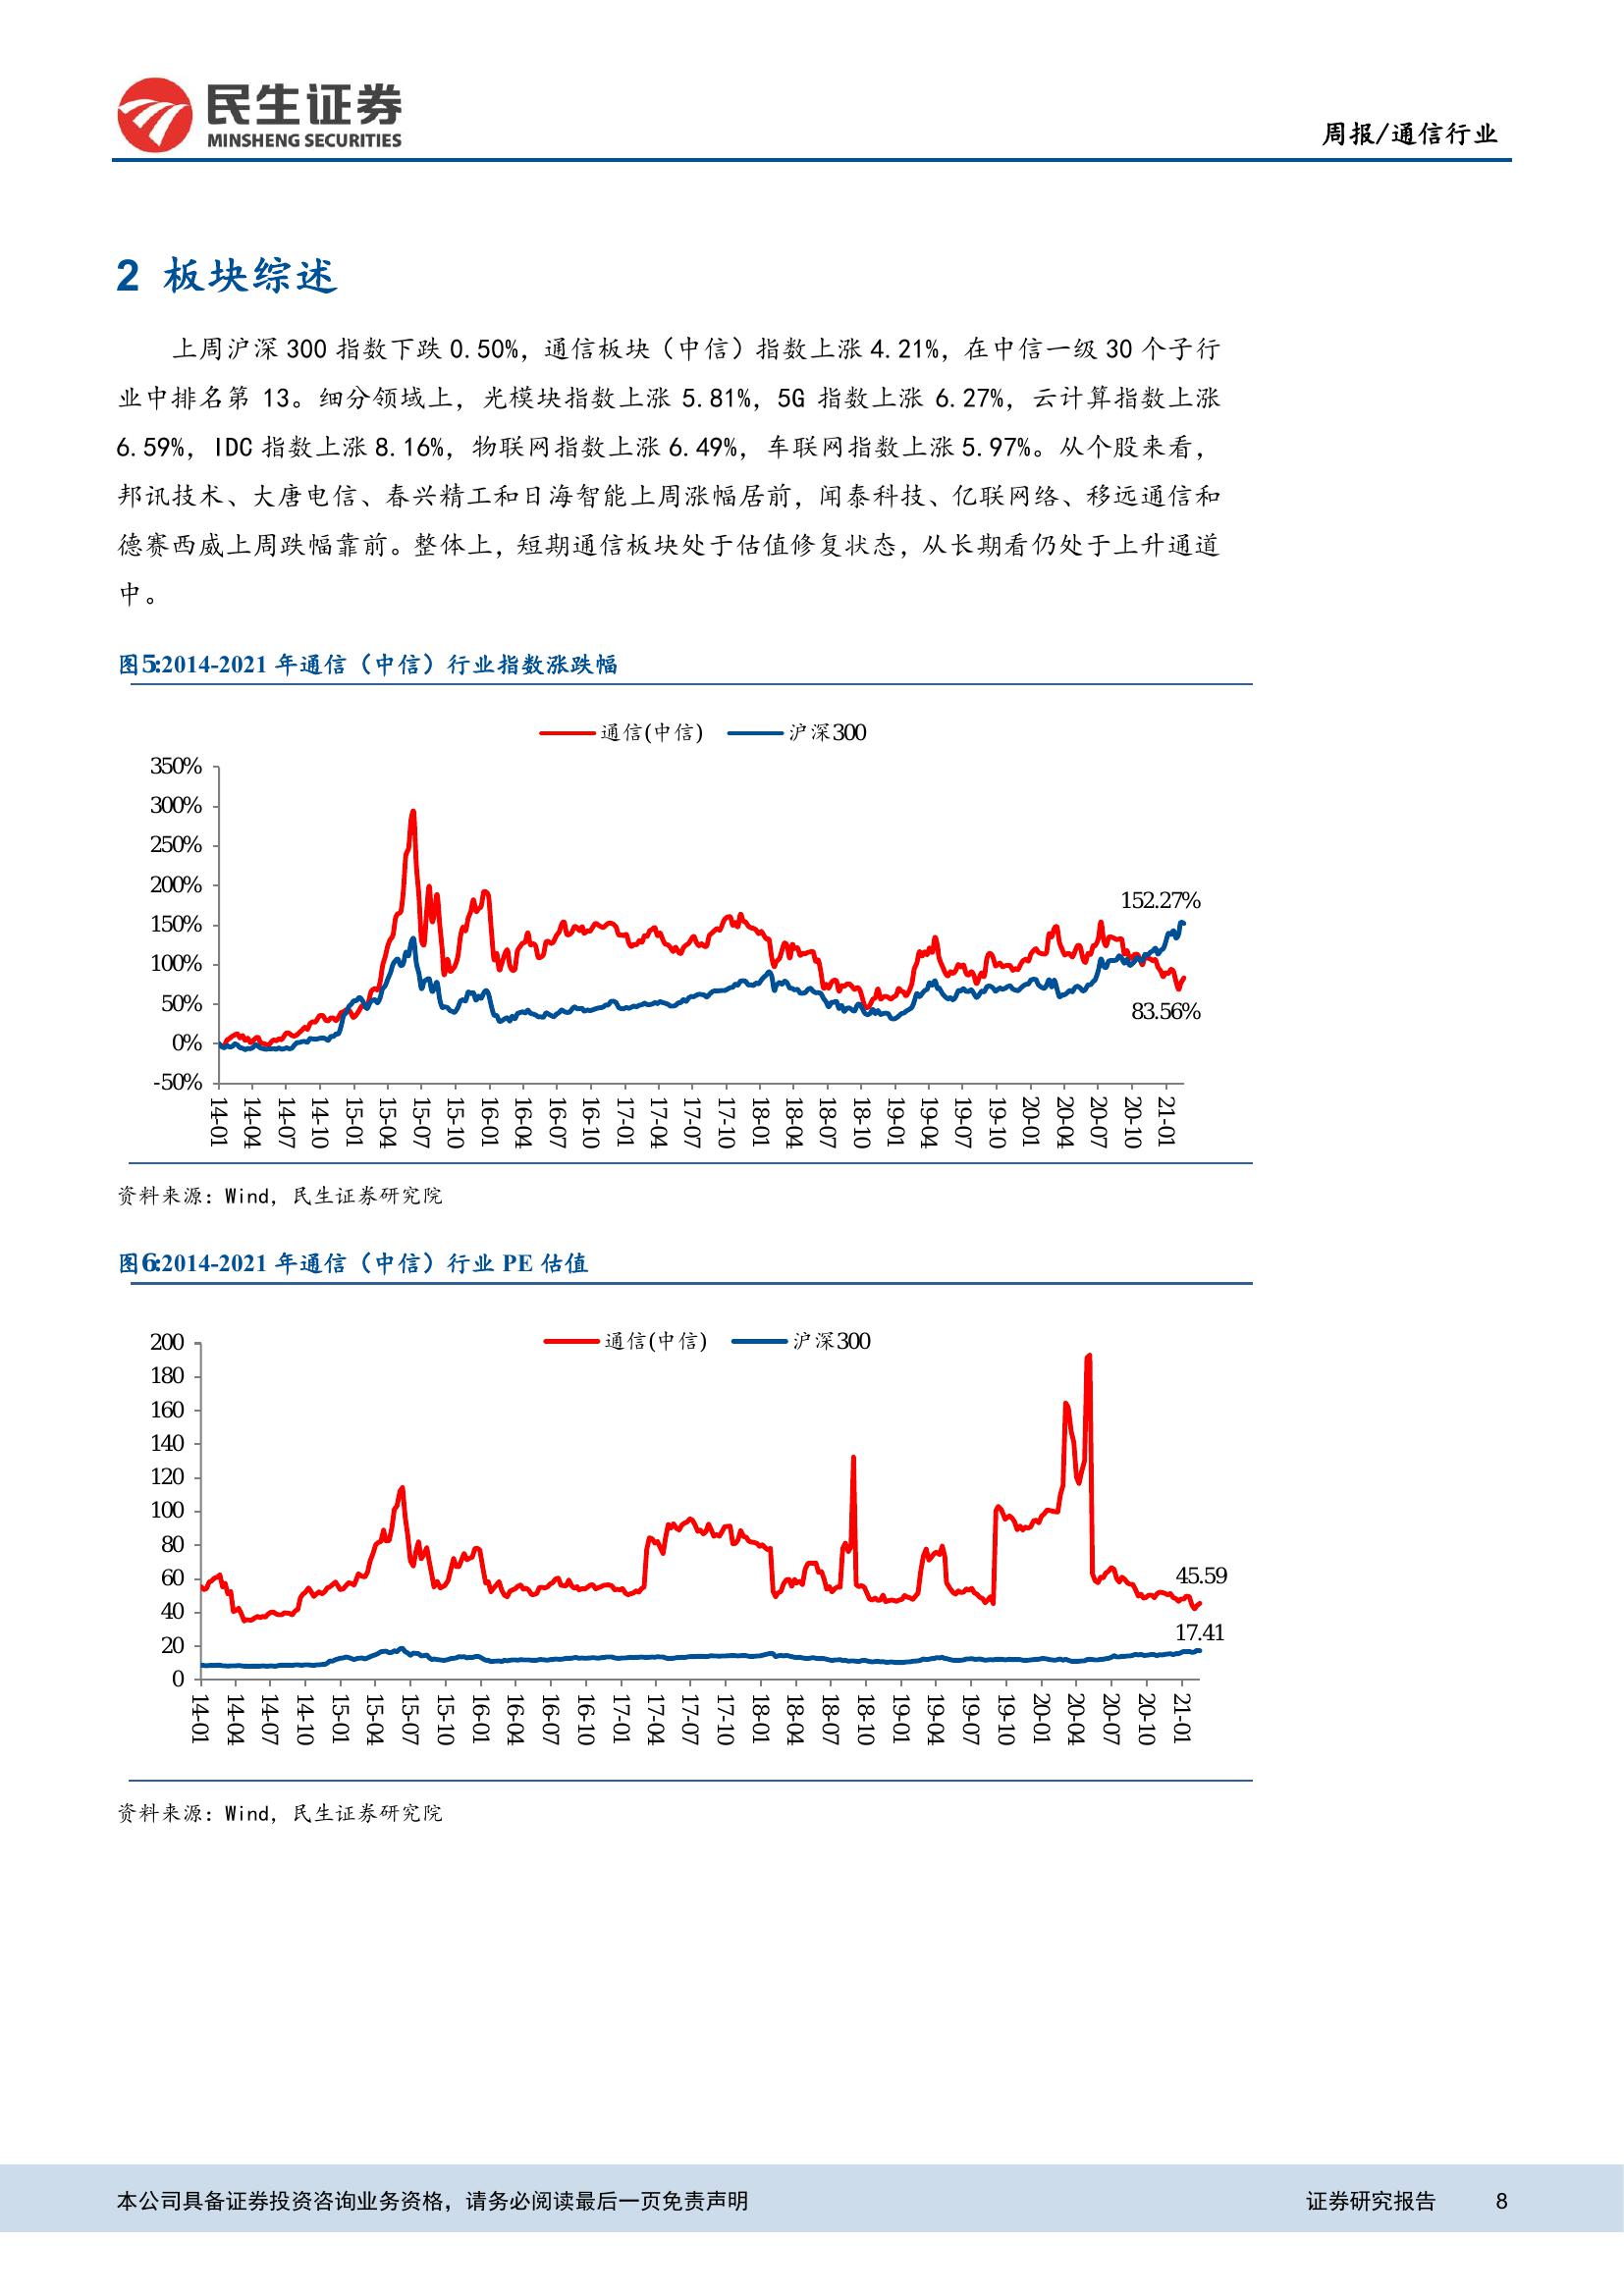 民生证券
MINSHENG SECURITIES
周报/通信行业
2 板块综述
上周沪深 300 指数下跌 0.50%，通信板块（中信）指数上涨 4.21%，在中信一级 30 个子行
业中排名第 13。细分领域上，光模块指数上涨 5.81%，5G 指数上涨 6.27%，云计算指数上涨
6.59%，IDC 指数上涨 8.16%，物联网指数上涨 6.49%，车联网指数上涨 5.97%。从个股来看，
邦讯技术、大唐电信、春兴精工和日海智能上周涨幅居前，闻泰科技、亿联网络、移远通信和
德赛西威上周跌幅靠前。整体上，短期通信板块处于估值修复状态，从长期看仍处于上升通道
中。
图5:2014-2021 年通信（中信）行业指数涨跌幅
通信(中信) 沪深300
350%
300%
250%
200%
150%
100%
50%
0%
-50%
152.27%
83.56%
14-01 14-04 14-07 14-10 15-01 15-04 15-07 15-10 16-01 16-04 16-07 16-10 17-01 17-04 17-07 17-10 18-01 18-04 18-07 18-10 19-01 19-04 19-07 19-10 20-01 20-04 20-07 20-10 21-01
资料来源：Wind，民生证券研究院
图6:2014-2021 年通信（中信）行业 PE 估值
通信(中信) 沪深300
200
180
160
140
120
100
80
60
40
20
0
45.59
17.41
14-01 14-04 14-07 14-10 15-01 15-04 15-07 15-10 16-01 16-04 16-07 16-10 17-01 17-04 17-07 17-10 18-01 18-04 18-07 18-10 19-01 19-04 19-07 19-10 20-01 20-04 20-07 20-10 21-01
资料来源：Wind，民生证券研究院
本公司具备证券投资咨询业务资格，请务必阅读最后一页免责声明 证券研究报告 8